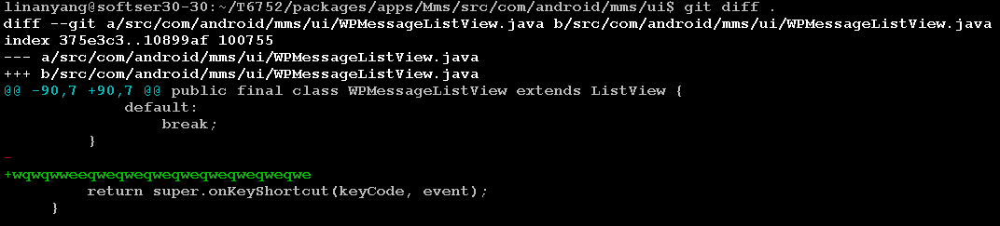 linanyang@softser30-30:~/T6752/packages/apps/Mms/src/com/android/mms/ui$ git diff .
diff --git a/src/com/android/mms/ui/WPMessageListView.java b/src/com/android/mms/ui/WPMessageListView.java
index 375e3c3..10899af 100755
--- a/src/com/android/mms/ui/WPMessageListView.java
+++ b/src/com/android/mms/ui/WPMessageListView.java
@@ -90,7 +90,7 @@ public final class WPMessageListView extends ListView {
             default:
                 break;
         }
-
+wqwqwweeqweqweqweqweqweqweqweqwe
         return super.onKeyShortcut(keyCode, event);
     }